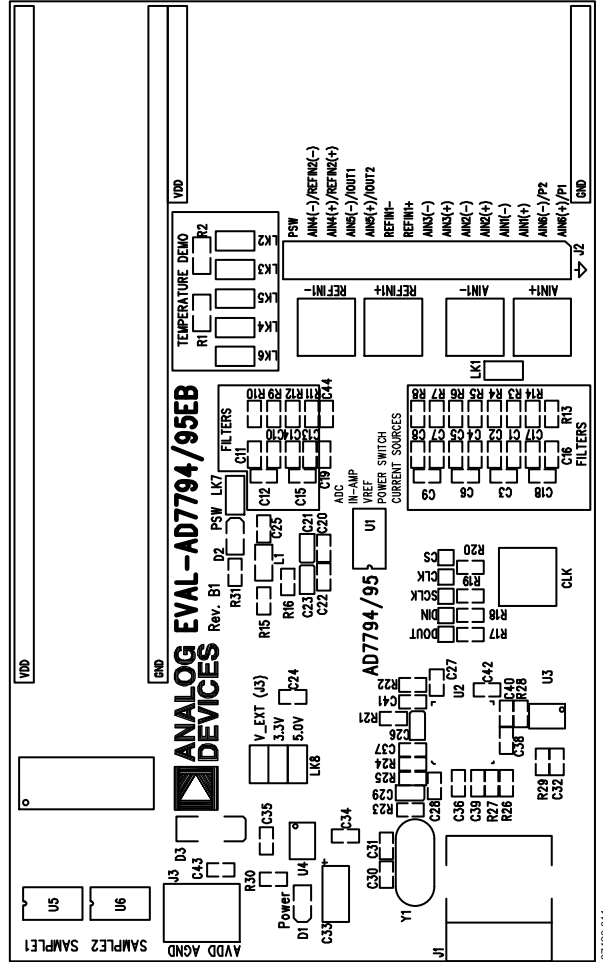 VDD
GND
VDD
GND
TEMPERATURE DEMO
R1
R2
LK6
LK4
LK5
LK3
LK2
PSW
AIN4(-)/REFIN2(-)
AIN4(+)/REFIN2(+)
AIN5(-)/IOUT1
AIN5(+)/IOUT2
REFIN1-
REFIN1+
AIN3(-)
AIN3(+)
AIN2(-)
AIN2(+)
AIN1(-)
AIN1(+)
AIN6(-)/P2
AIN6(+)/P1
J2
REFIN1-
REFIN1+
AIN1-
AIN1+
LK1
ANALOG
DEVICES
EVAL-AD7794/95EB
Rev. B1
FILTERS
R10
R9
R12
R11
C44
C11
C10
C14
C13
C19
C12
C15
LK7
PSW
D2
R31
C25
L1
R15
R16
C21
C20
C23
C22
ADC
IN-AMP
VREF
POWER SWITCH
CURRENT SOURCES
U1
AD7794/95
R8
R7
R6
R5
R4
R3
R14
R13
C8
C7
C5
C4
C2
C1
C17
C16
C9
C6
C3
C18
FILTERS
CS
CLK
SCLK
DIN
DOUT
R20
R19
R18
R17
CLK
V_EXT (J3)
3.3V
5.0V
LK8
C24
R22
C41
R21
C26
C37
R24
R25
C29
R23
C27
U2
C42
C40
R28
C38
U3
C28
C36
C39
R27
R26
R29
C32
D3
J3
C43
C35
R30
U4
C34
Power
D1
C33
+
C31
C30
Y1
J1
U5
U6
SAMPLE1
SAMPLE2
AVDD AGND
DGND